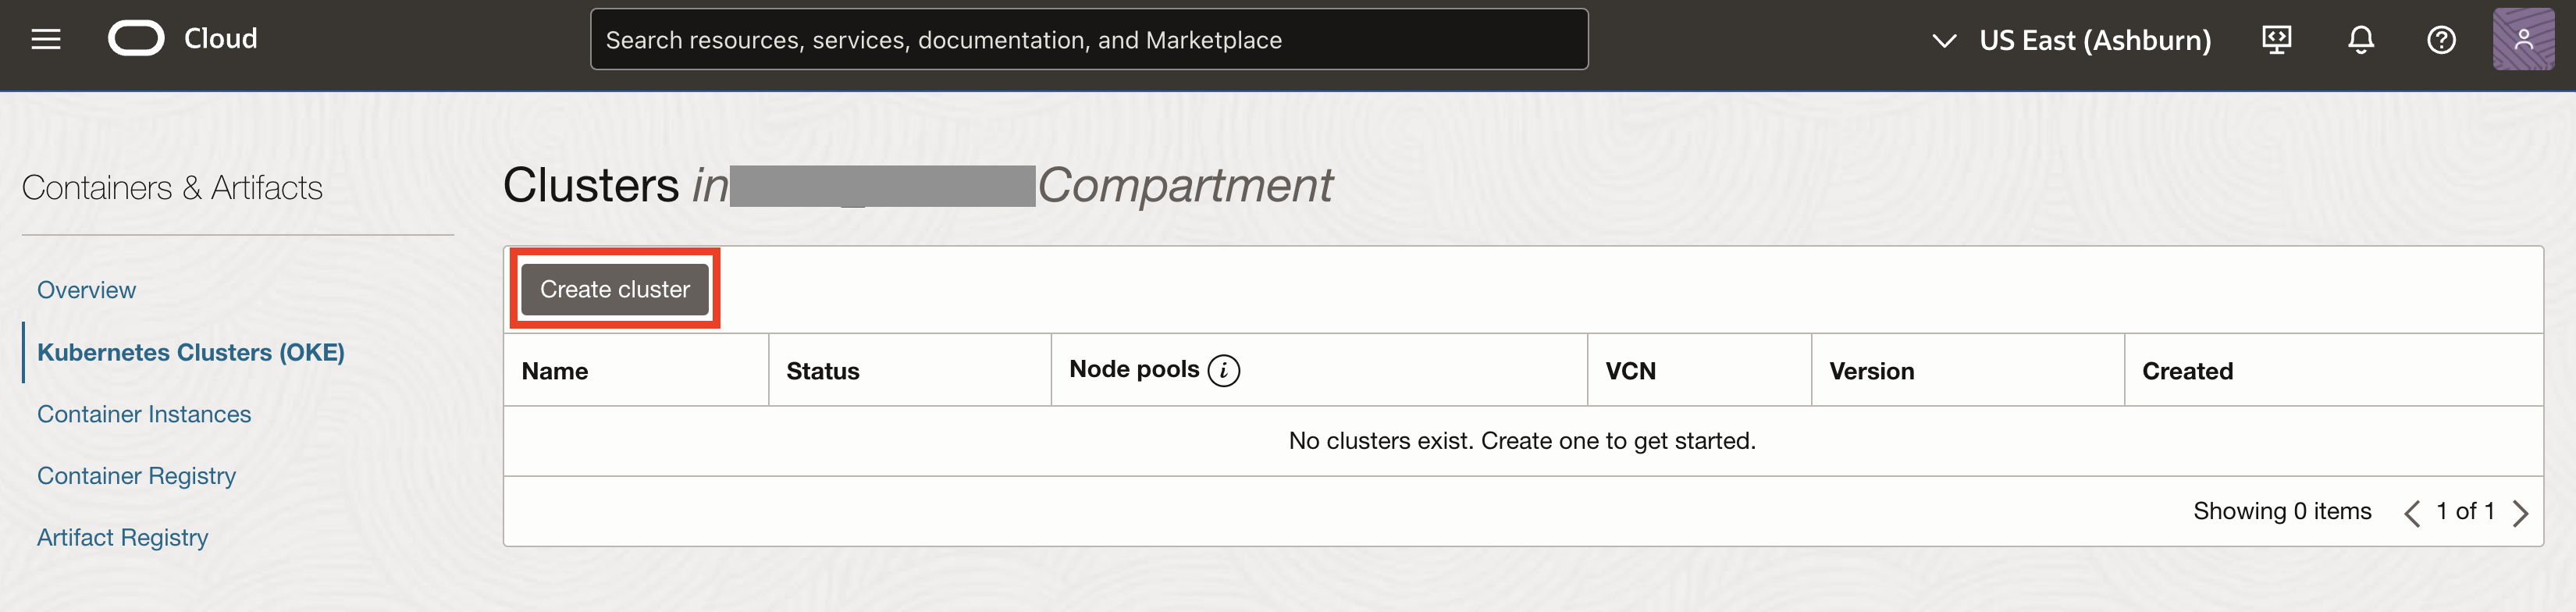 Cloud
Search resources, services, documentation, and Marketplace
US East (Ashburn)
Containers & Artifacts
Overview
Kubernetes Clusters (OKE)
Container Instances
Container Registry
Artifact Registry
Clusters in Compartment
Create cluster
Name Status Node pools i VCN Version Created
No clusters exist. Create one to get started.
Showing 0 items < 1 of 1 >